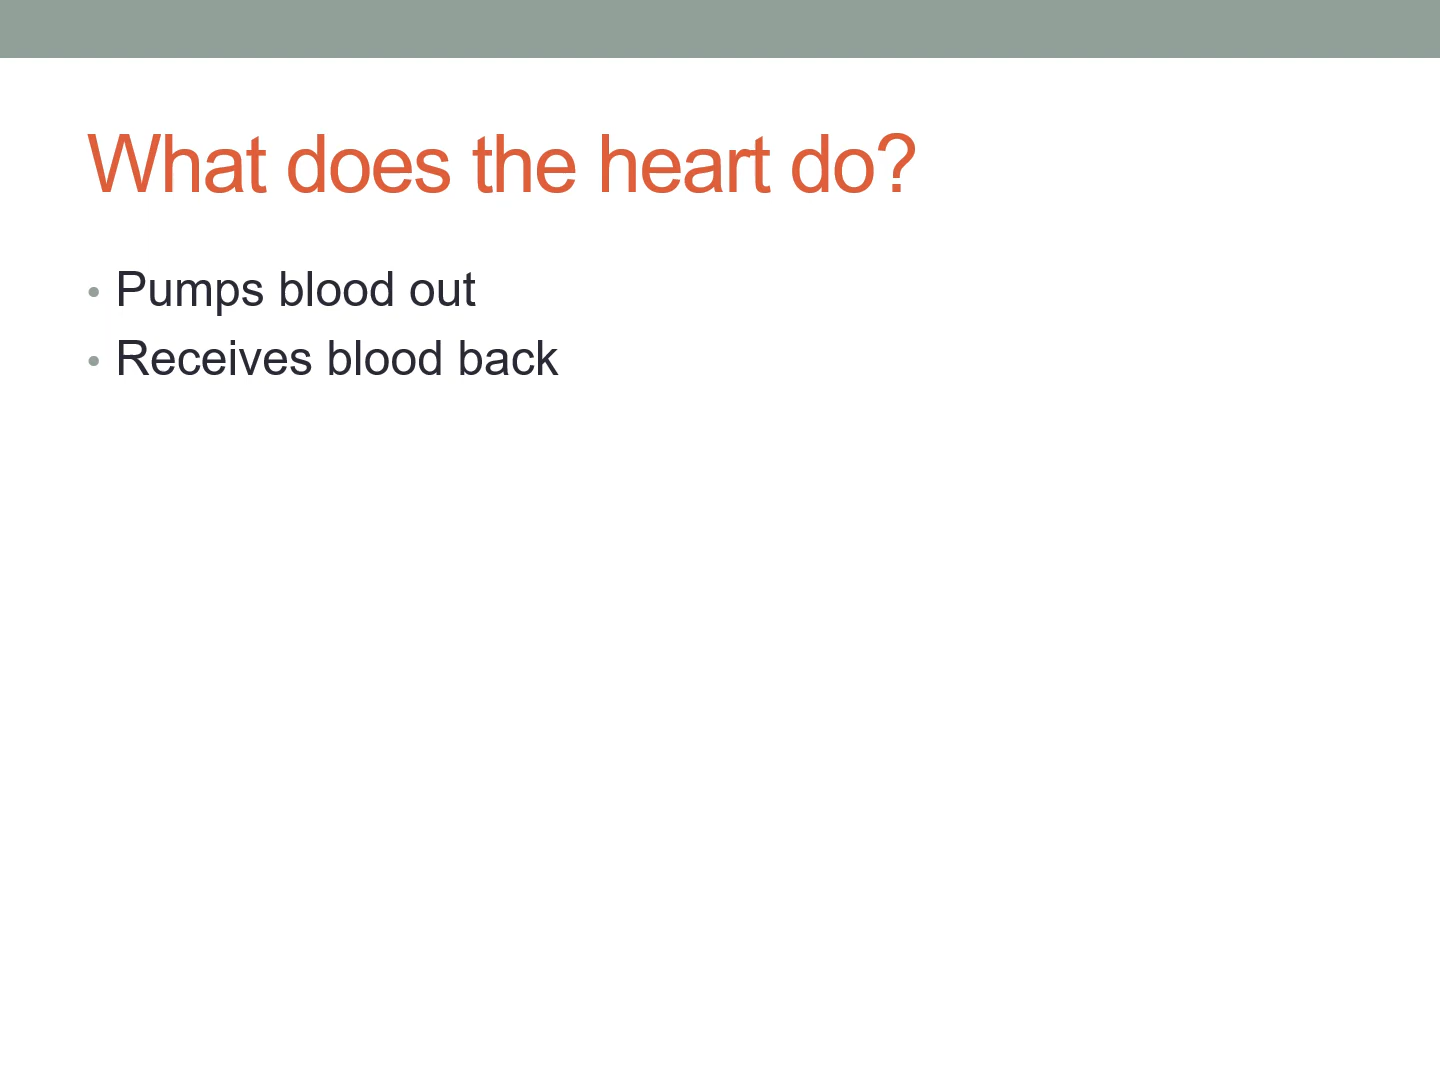 What does the heart do?
• Pumps blood out
• Receives blood back